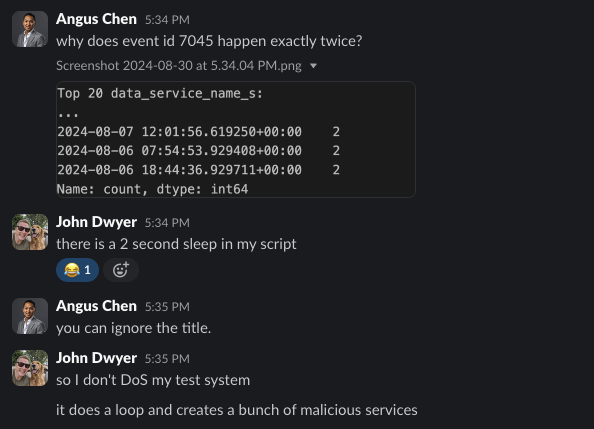 Angus Chen 5:34 PM
why does event id 7045 happen exactly twice?
Screenshot 2024-08-30 at 5.34.04 PM.png
Top 20 data_service_name_s:
...
2024-08-07 12:01:56.619250+00:00    2
2024-08-06 07:54:53.929408+00:00    2
2024-08-06 18:44:36.929711+00:00    2
Name: count, dtype: int64
John Dwyer 5:34 PM
there is a 2 second sleep in my script
1
Angus Chen 5:35 PM
you can ignore the title.
John Dwyer 5:35 PM
so I don't DoS my test system
it does a loop and creates a bunch of malicious services